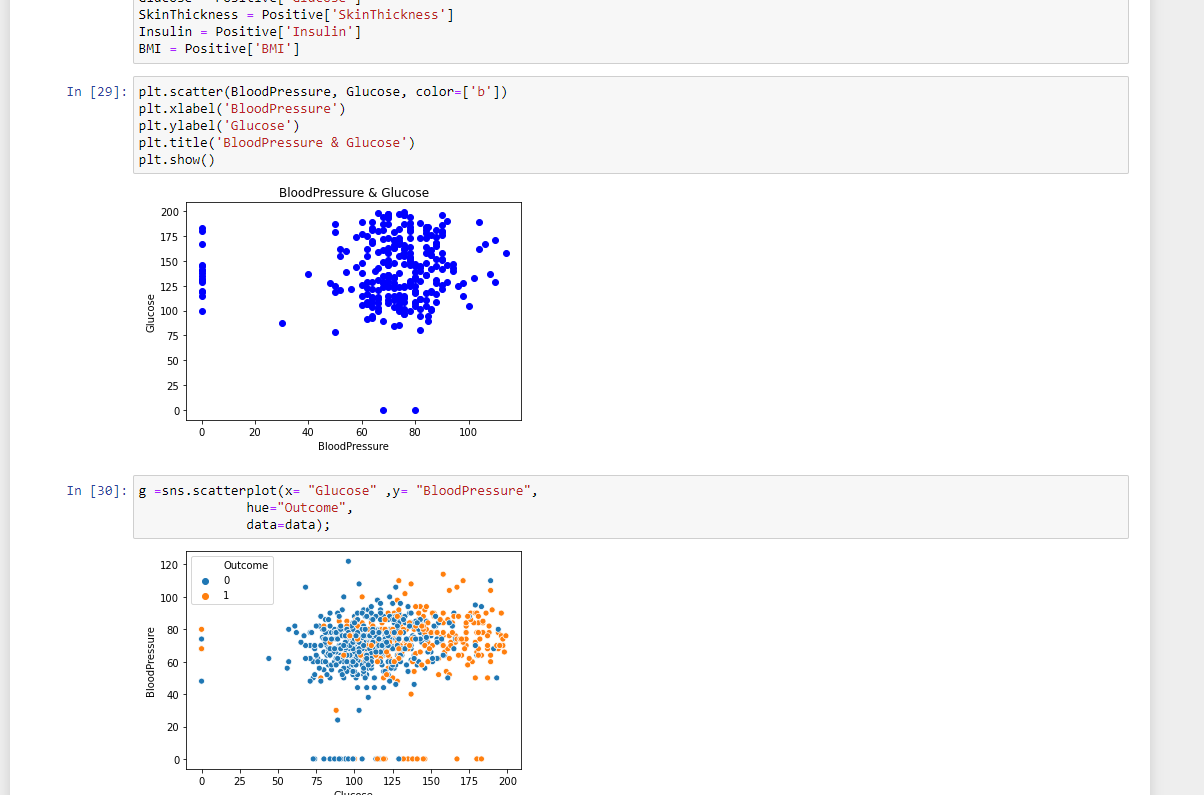 SkinThickness = Positive['SkinThickness']
Insulin = Positive['Insulin']
BMI = Positive['BMI']
In [29]: plt.scatter(BloodPressure, Glucose, color=['b'])
plt.xlabel('BloodPressure')
plt.ylabel('Glucose')
plt.title('BloodPressure & Glucose')
plt.show()
BloodPressure & Glucose
200
175
150
125
100
75
50
25
0
Glucose
0 20 40 60 80 100
BloodPressure
In [30]: g =sns.scatterplot(x= "Glucose" ,y= "BloodPressure",
hue="Outcome",
data=data);
Outcome
0
1
120
100
80
60
40
20
0
BloodPressure
0 25 50 75 100 125 150 175 200
Glucose